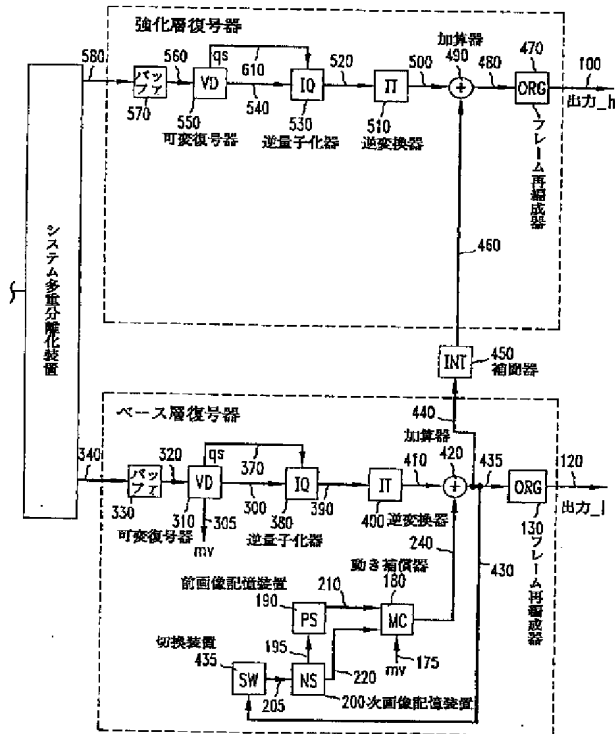 強化層復号器
580
バッファ
570
560
VD
550
可変復号器
qs
610
540
IQ
530
逆量子化器
520
IT
510
逆変換器
500
加算器
490
+
480
470
ORG
フレーム再編成器
100
出力_h
システム多重分離化装置
460
INT
450
補間器
440
ベース層復号器
340
バッファ
330
320
VD
310
可変復号器
305
mv
qs
370
300
IQ
380
逆量子化器
390
IT
400
逆変換器
410
加算器
420
+
435
ORG
130
フレーム再編成器
120
出力_l
240
430
前画像記憶装置
190
PS
210
動き補償器
180
MC
mv
175
195
220
切換装置
435
SW
205
NS
200
次画像記憶装置